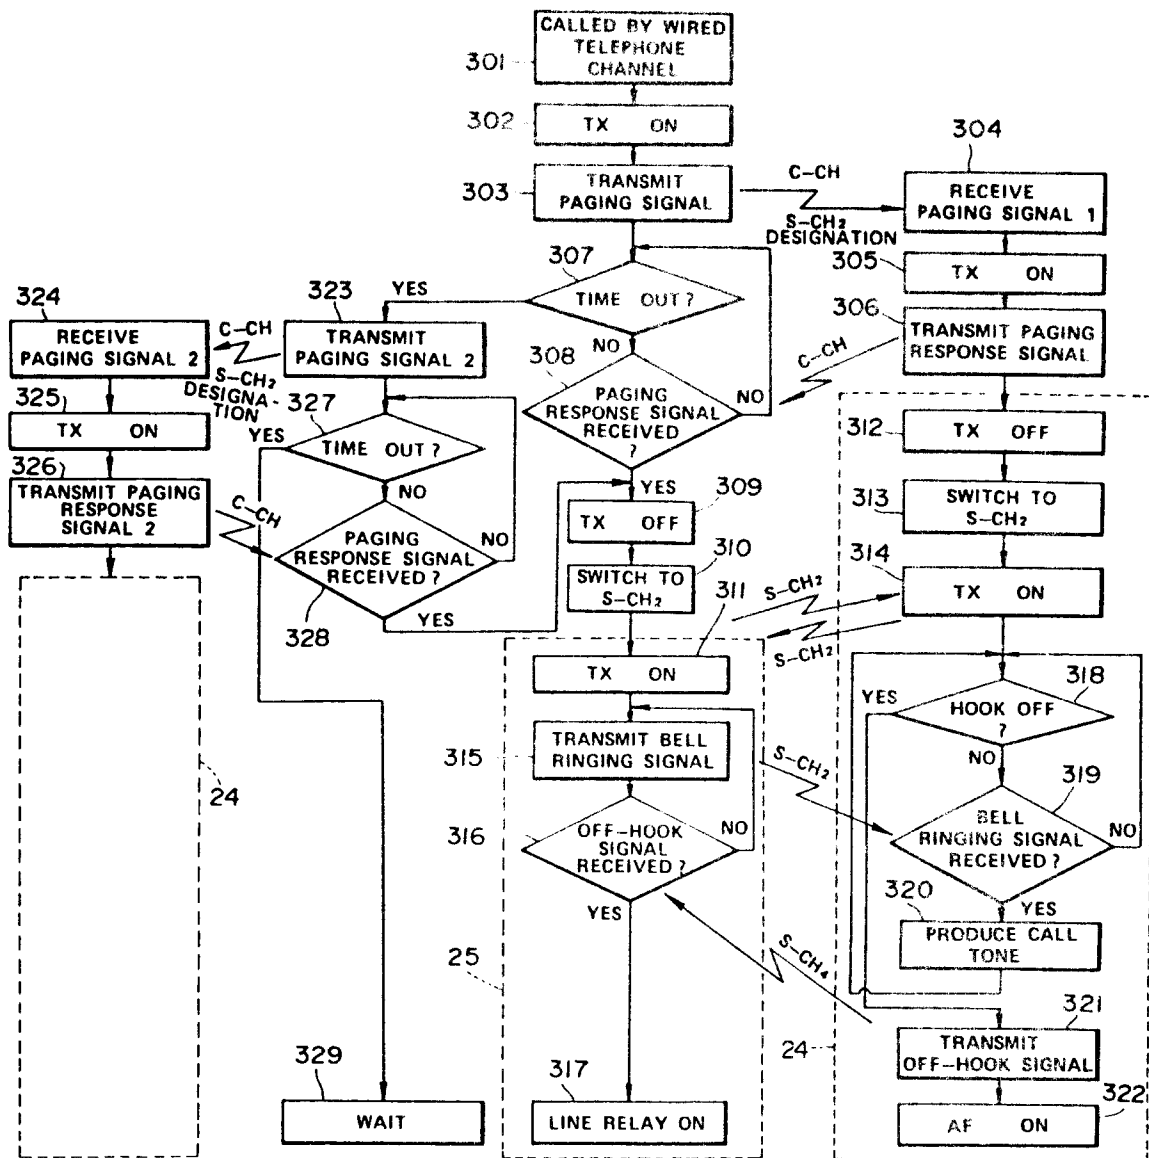 CALLED BY WIRED
TELEPHONE
CHANNEL
301
302
TX ON
303
TRANSMIT
PAGING SIGNAL
C-CH
S-CH2
DESIGNATION
304
RECEIVE
PAGING SIGNAL 1
305
TX ON
306
TRANSMIT PAGING
RESPONSE SIGNAL
C-CH
307
TIME OUT?
YES
NO
308
PAGING
RESPONSE SIGNAL
RECEIVED
?
NO
YES
323
TRANSMIT
PAGING SIGNAL 2
C-CH
S-CH2
DESIGNA-
TION
324
RECEIVE
PAGING SIGNAL 2
325
TX ON
326
TRANSMIT PAGING
RESPONSE
SIGNAL 2
C-CH
327
TIME OUT?
YES
NO
PAGING
RESPONSE SIGNAL
RECEIVED?
NO
328
YES
309
TX OFF
310
SWITCH TO
S-CH2
311
TX ON
S-CH2
S-CH2
312
TX OFF
313
SWITCH TO
S-CH2
314
TX ON
315
TRANSMIT BELL
RINGING SIGNAL
S-CH2
316
OFF-HOOK
SIGNAL
RECEIVED?
NO
YES
318
HOOK OFF
?
YES
NO
319
BELL
RINGING SIGNAL
RECEIVED?
NO
YES
320
PRODUCE CALL
TONE
S-CH4
321
TRANSMIT
OFF-HOOK SIGNAL
322
AF ON
24
25
24
329
WAIT
317
LINE RELAY ON